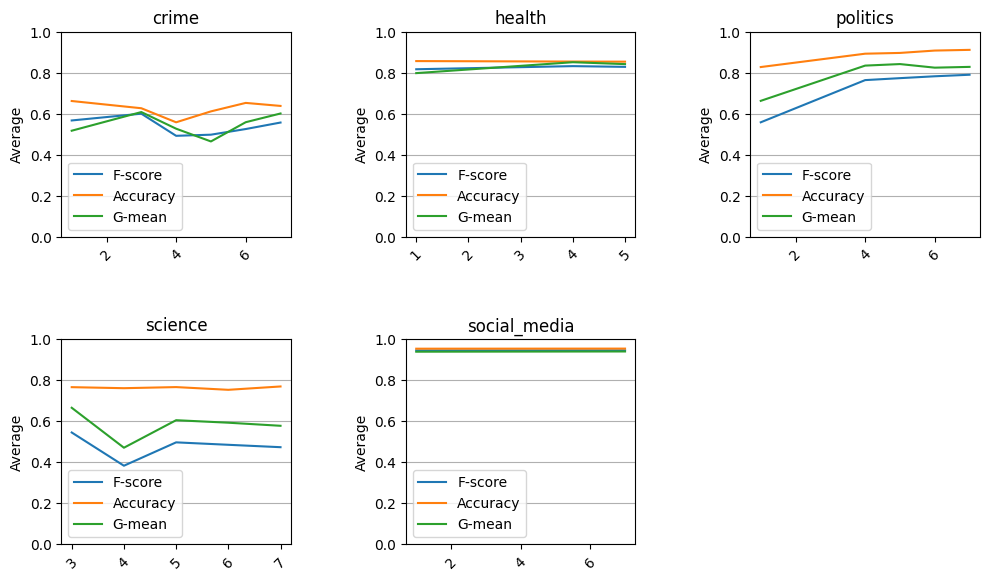 crime
Average
1.0
0.8
0.6
0.4
0.2
0.0
F-score
Accuracy
G-mean
2 4 6
health
Average
1.0
0.8
0.6
0.4
0.2
0.0
F-score
Accuracy
G-mean
1 2 3 4 5
politics
Average
1.0
0.8
0.6
0.4
0.2
0.0
F-score
Accuracy
G-mean
2 4 6
science
Average
1.0
0.8
0.6
0.4
0.2
0.0
F-score
Accuracy
G-mean
3 4 5 6 7
social_media
Average
1.0
0.8
0.6
0.4
0.2
0.0
F-score
Accuracy
G-mean
2 4 6